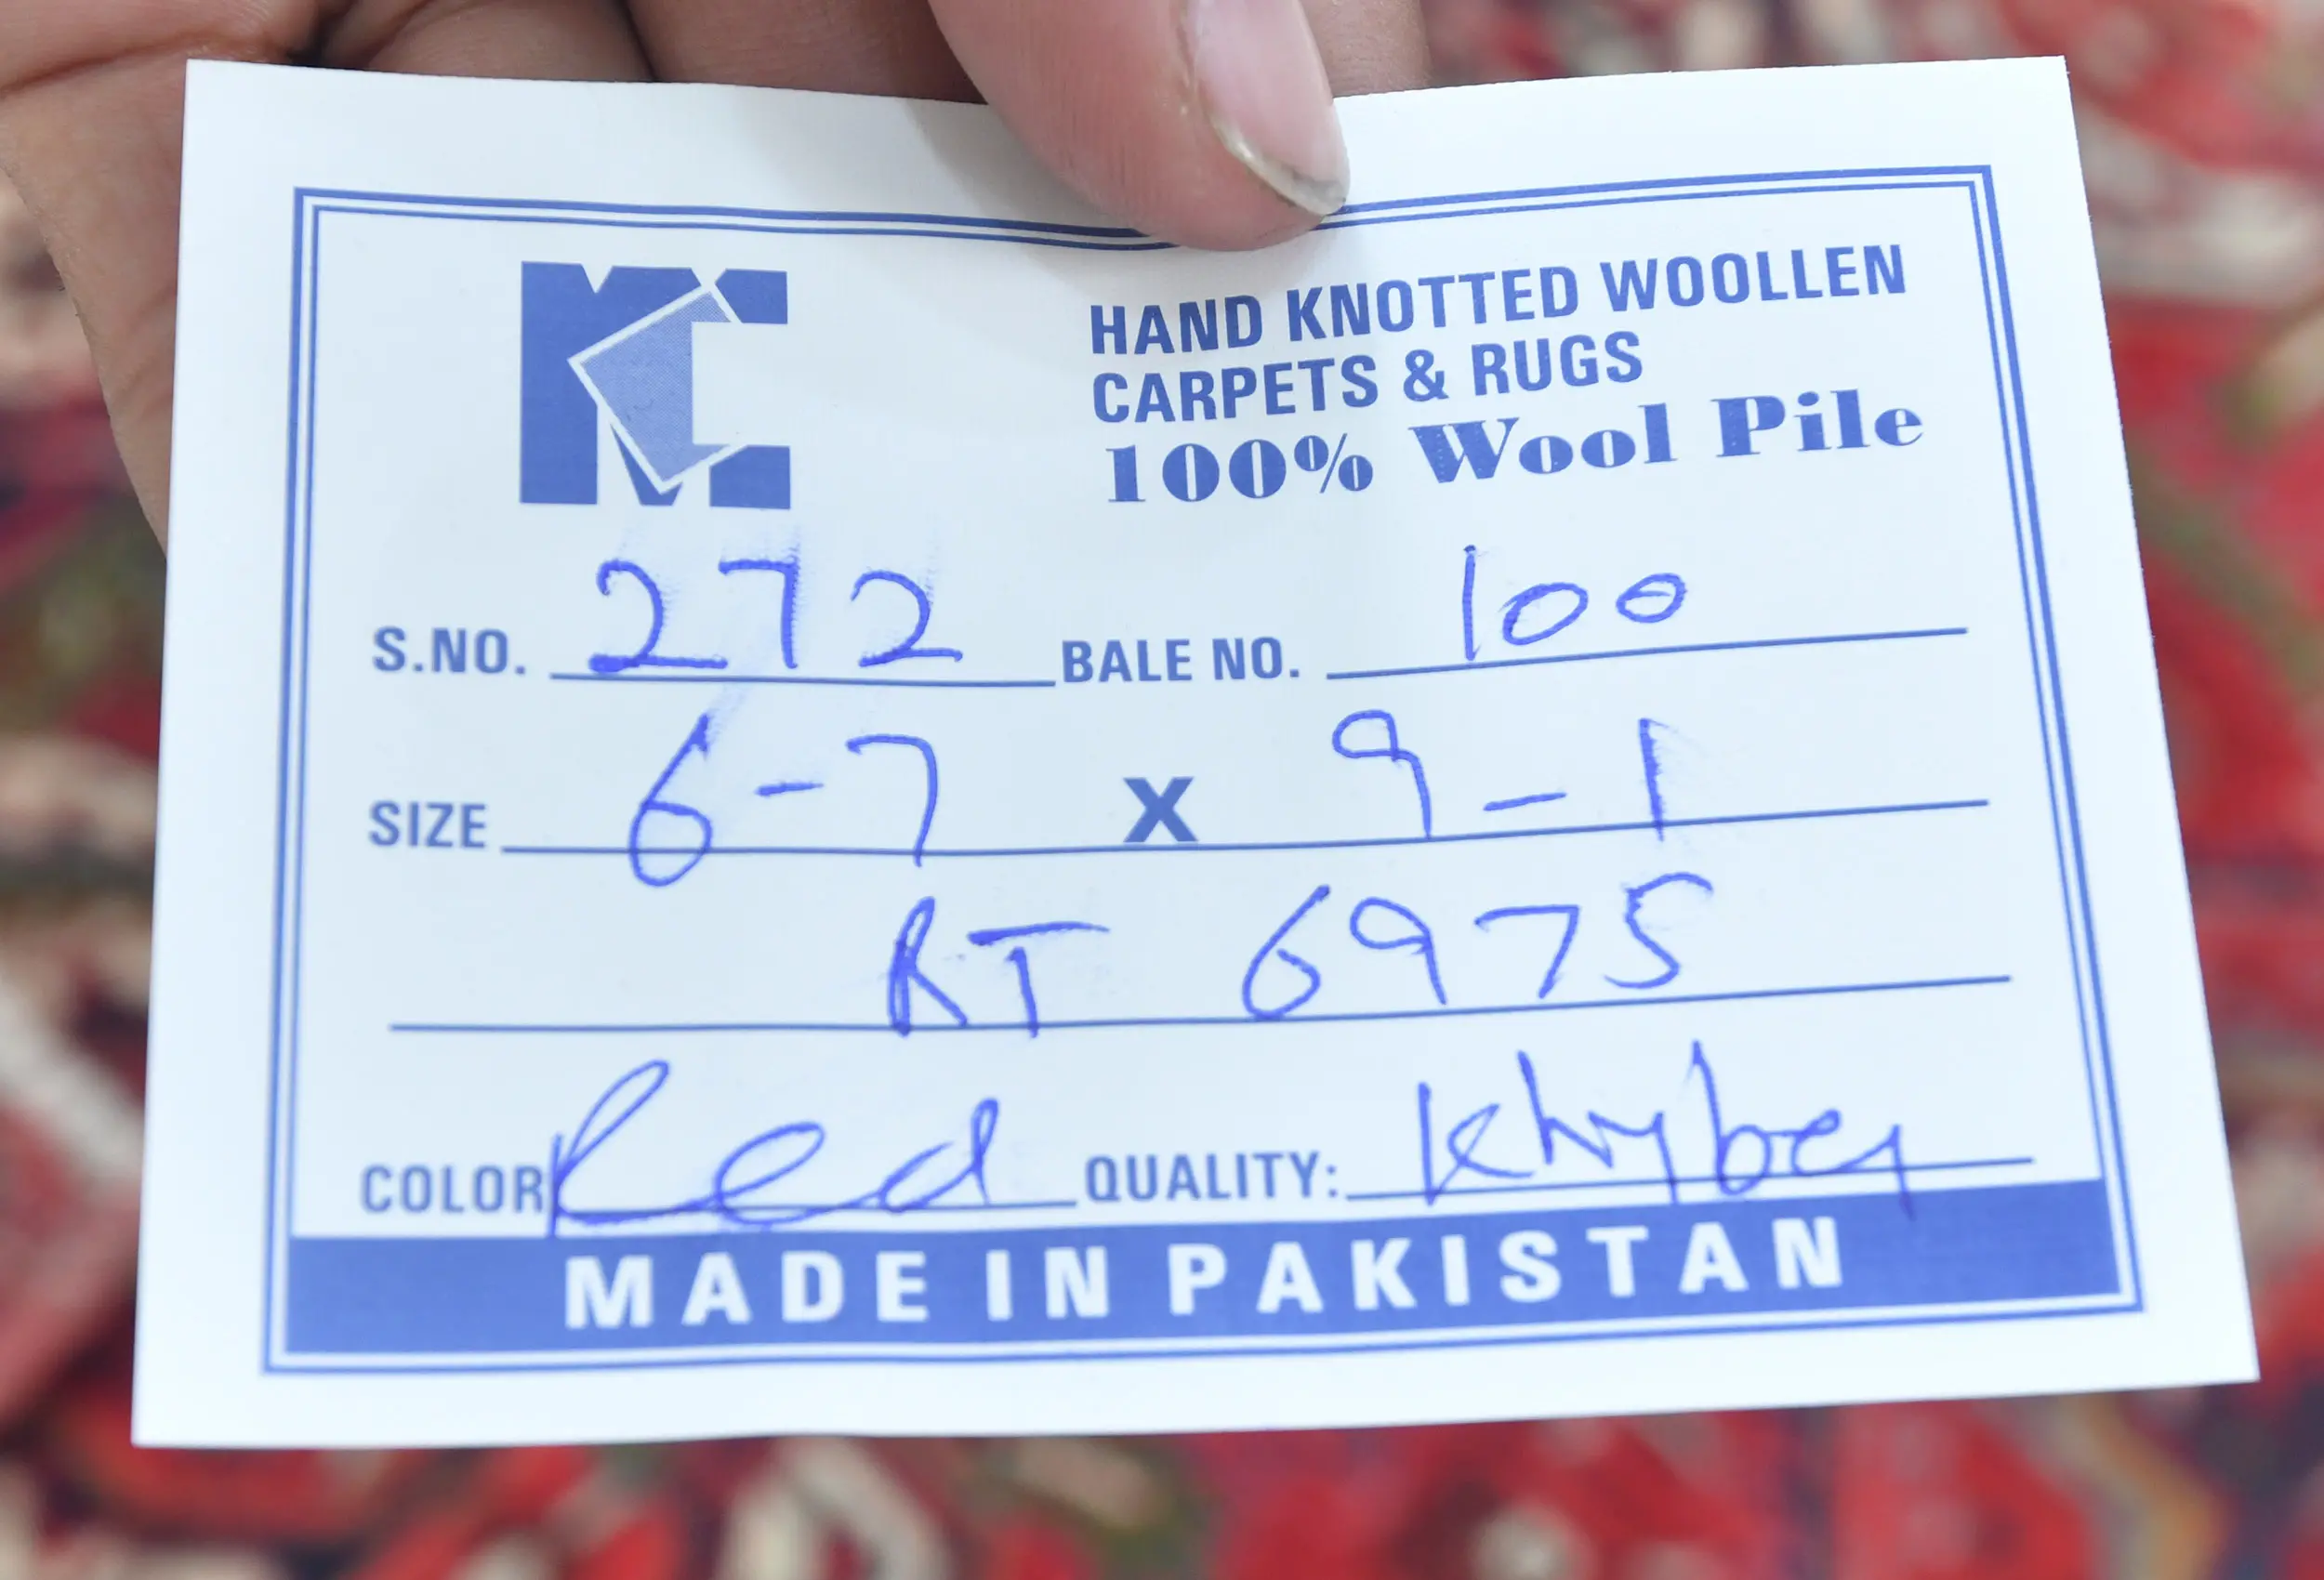 MC
HAND KNOTTED WOOLLEN
CARPETS & RUGS
100% Wool Pile
S.NO. 272 BALE NO. 100
SIZE 6-7 X 9-1
RT 6975
COLOR Red QUALITY: Khyber
MADE IN PAKISTAN